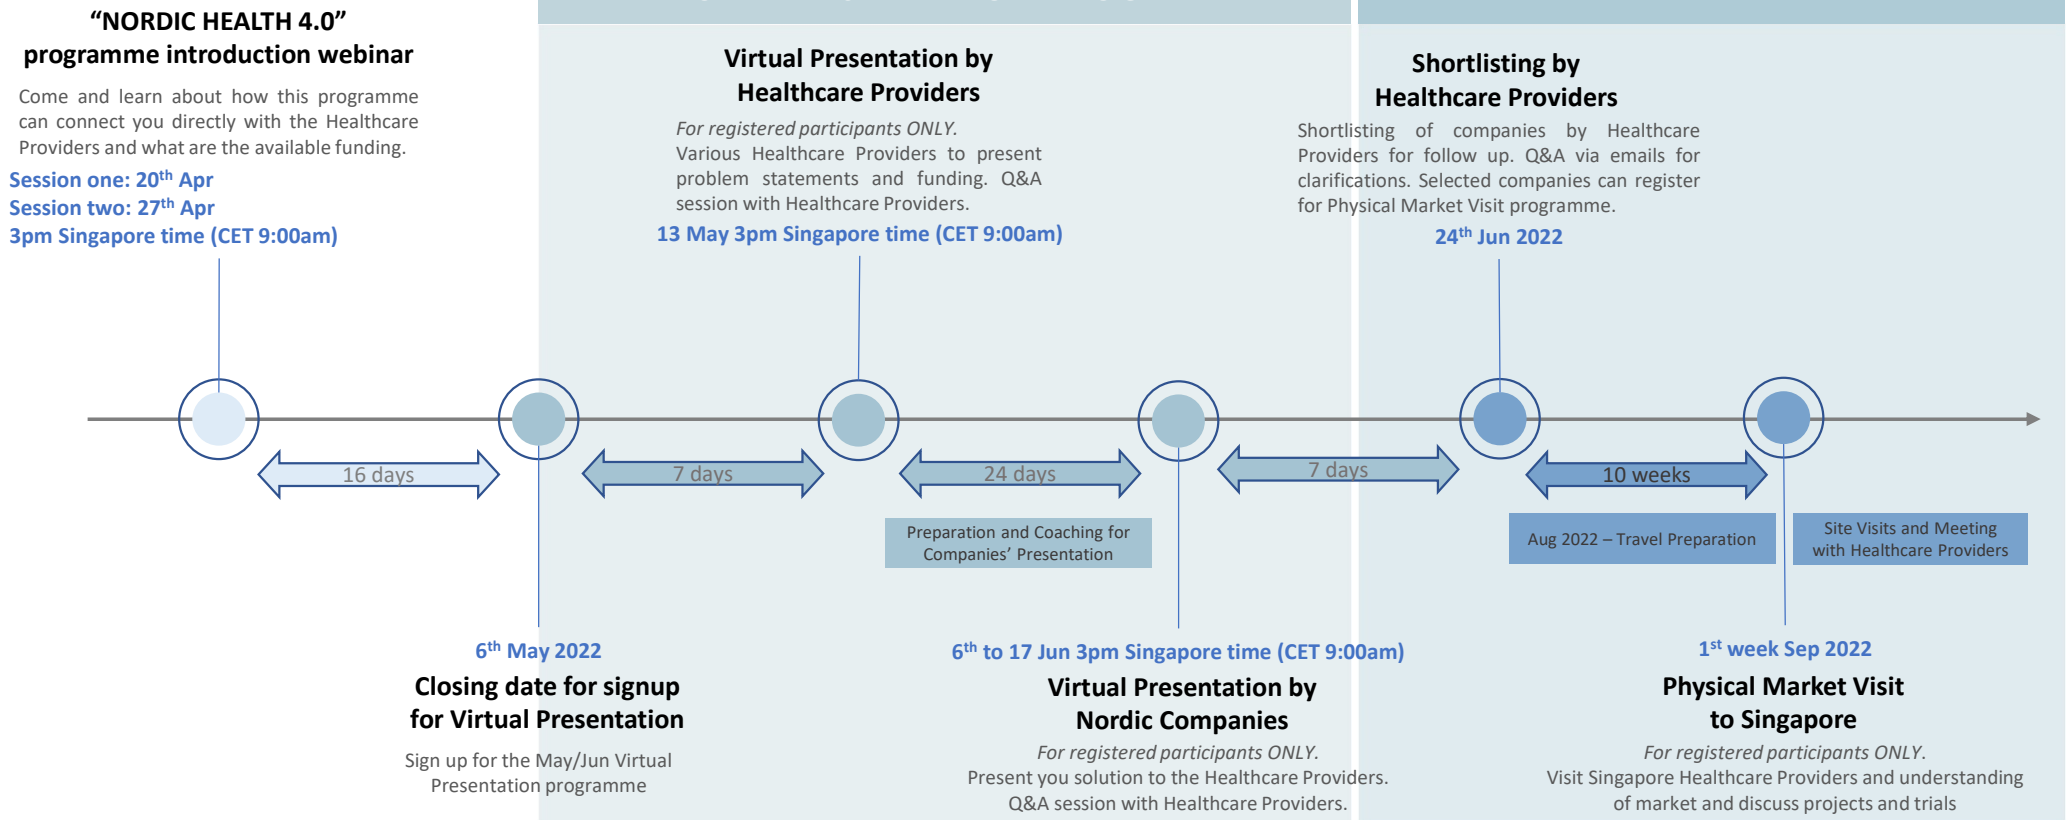 “NORDIC HEALTH 4.0”
programme introduction webinar
Come and learn about how this programme
can connect you directly with the Healthcare
Providers and what are the available funding.
Session one: 20th Apr
Session two: 27th Apr
3pm Singapore time (CET 9:00am)
Virtual Presentation by
Healthcare Providers
For registered participants ONLY.
Various Healthcare Providers to present
problem statements and funding. Q&A
session with Healthcare Providers.
13 May 3pm Singapore time (CET 9:00am)
Shortlisting by
Healthcare Providers
Shortlisting of companies by Healthcare
Providers for follow up. Q&A via emails for
clarifications. Selected companies can register
for Physical Market Visit programme.
24th Jun 2022
16 days
7 days
24 days
7 days
10 weeks
Preparation and Coaching for
Companies’ Presentation
Aug 2022 – Travel Preparation
Site Visits and Meeting
with Healthcare Providers
6th May 2022
Closing date for signup
for Virtual Presentation
Sign up for the May/Jun Virtual
Presentation programme
6th to 17 Jun 3pm Singapore time (CET 9:00am)
Virtual Presentation by
Nordic Companies
For registered participants ONLY.
Present you solution to the Healthcare Providers.
Q&A session with Healthcare Providers.
1st week Sep 2022
Physical Market Visit
to Singapore
For registered participants ONLY.
Visit Singapore Healthcare Providers and understanding
of market and discuss projects and trials